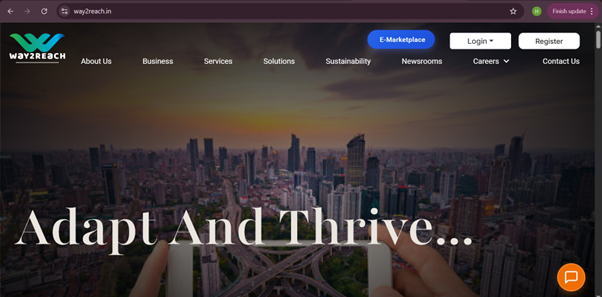 way2reach.in
Finish update
E-Marketplace
Login
Register
WAY2REACH
About Us
Business
Services
Solutions
Sustainability
Newsrooms
Careers
Contact Us
Adapt And Thrive...